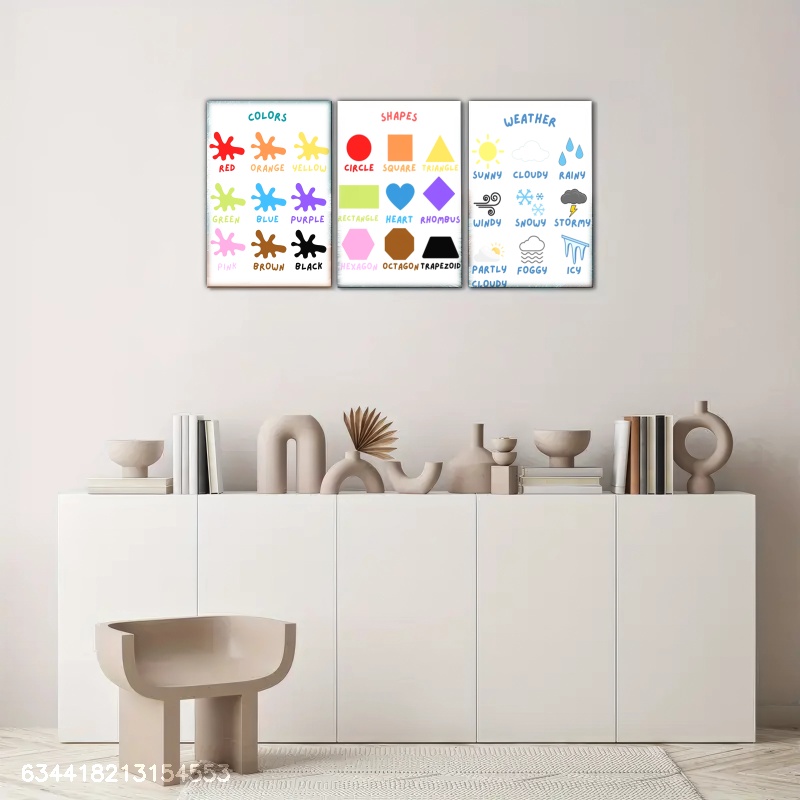 COLORS
RED ORANGE YELLOW
GREEN BLUE PURPLE
PINK BROWN BLACK
SHAPES
CIRCLE SQUARE TRIANGLE
RECTANGLE HEART RHOMBUS
HEXAGON OCTAGON TRAPEZOID
WEATHER
SUNNY CLOUDY RAINY
WINDY SNOWY STORMY
PARTLY CLOUDY FOGGY ICY
634418213154553